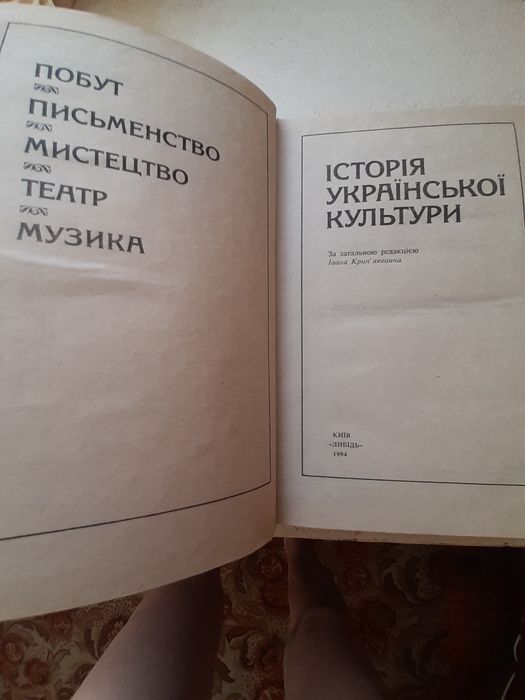 ПОБУТ
ПИСЬМЕНСТВО
МИСТЕЦТВО
ТЕАТР
МУЗИКА
ІСТОРІЯ
УКРАЇНСЬКОЇ
КУЛЬТУРИ
За загальною редакцією
Івана Крип'якевича
КИЇВ
«ЛИБІДЬ»
1994